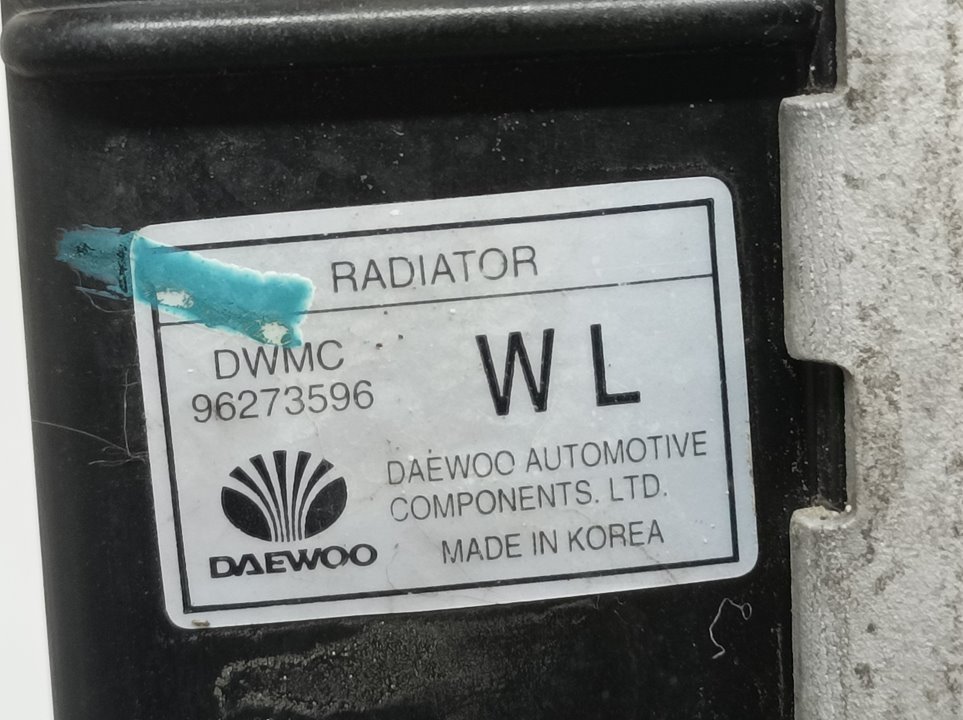 RADIATOR
DWMC
96273596
W L
DAEWOO AUTOMOTIVE
COMPONENTS. LTD.
DAEWOO
MADE IN KOREA